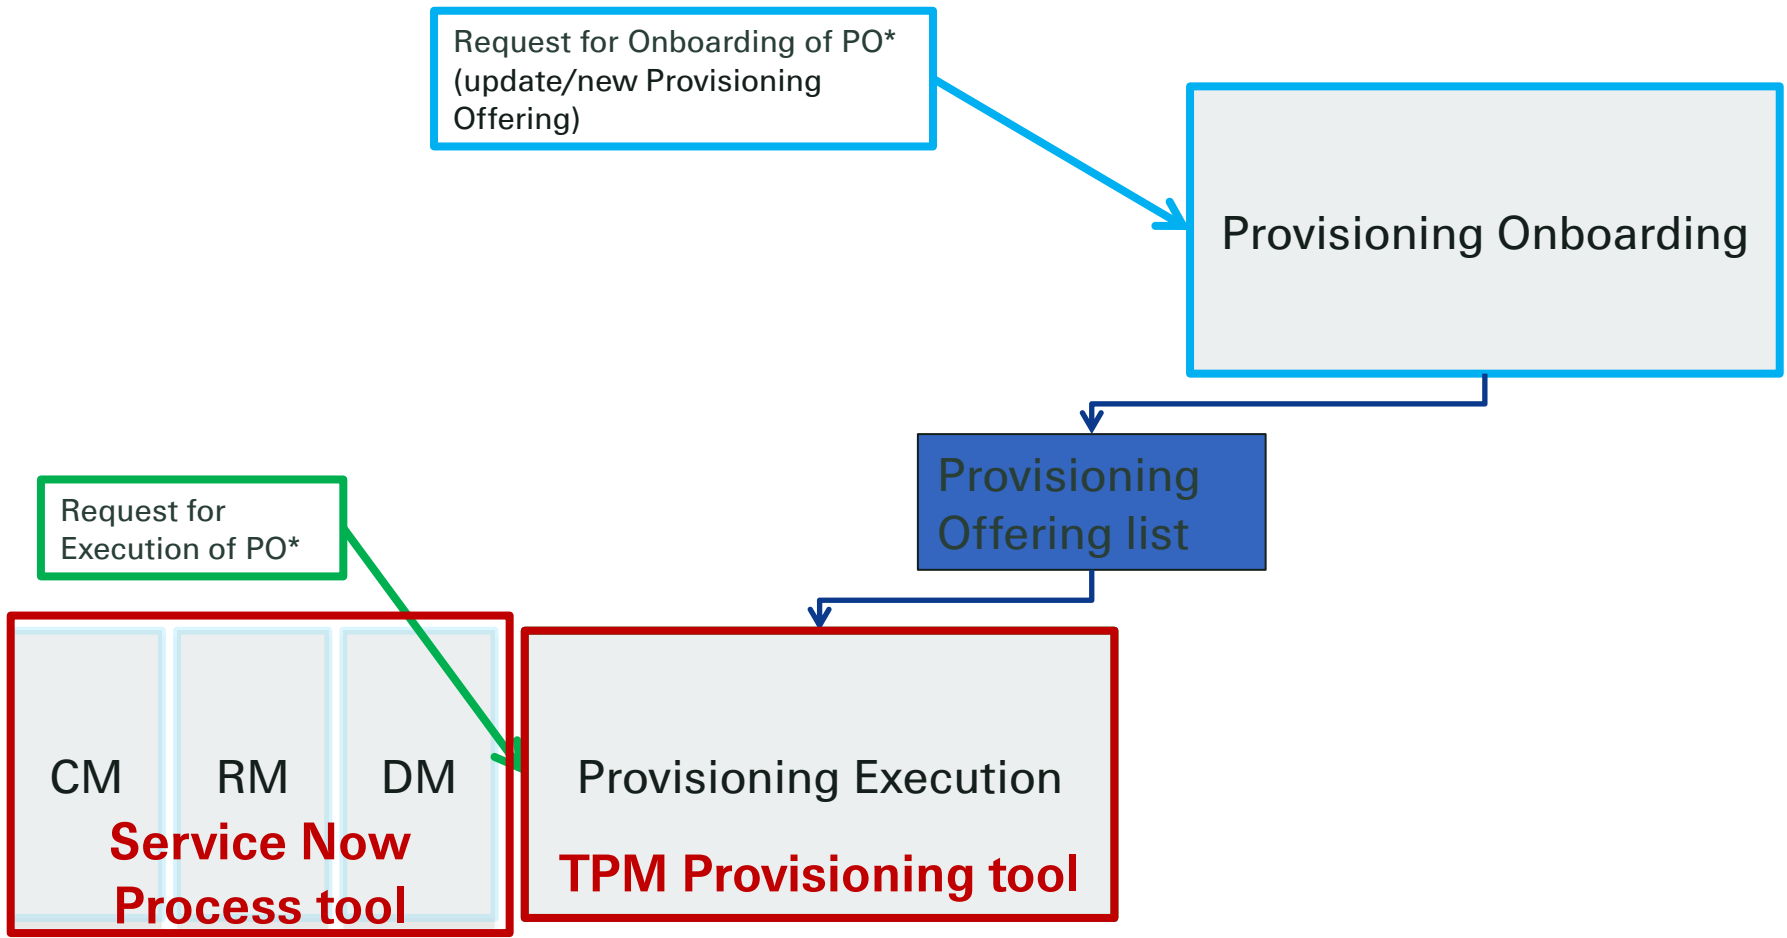 Request for Onboarding of PO*
(update/new Provisioning
Offering)
Provisioning Onboarding
Provisioning
Offering list
Request for
Execution of PO*
CM
RM
DM
Service Now
Process tool
Provisioning Execution
TPM Provisioning tool